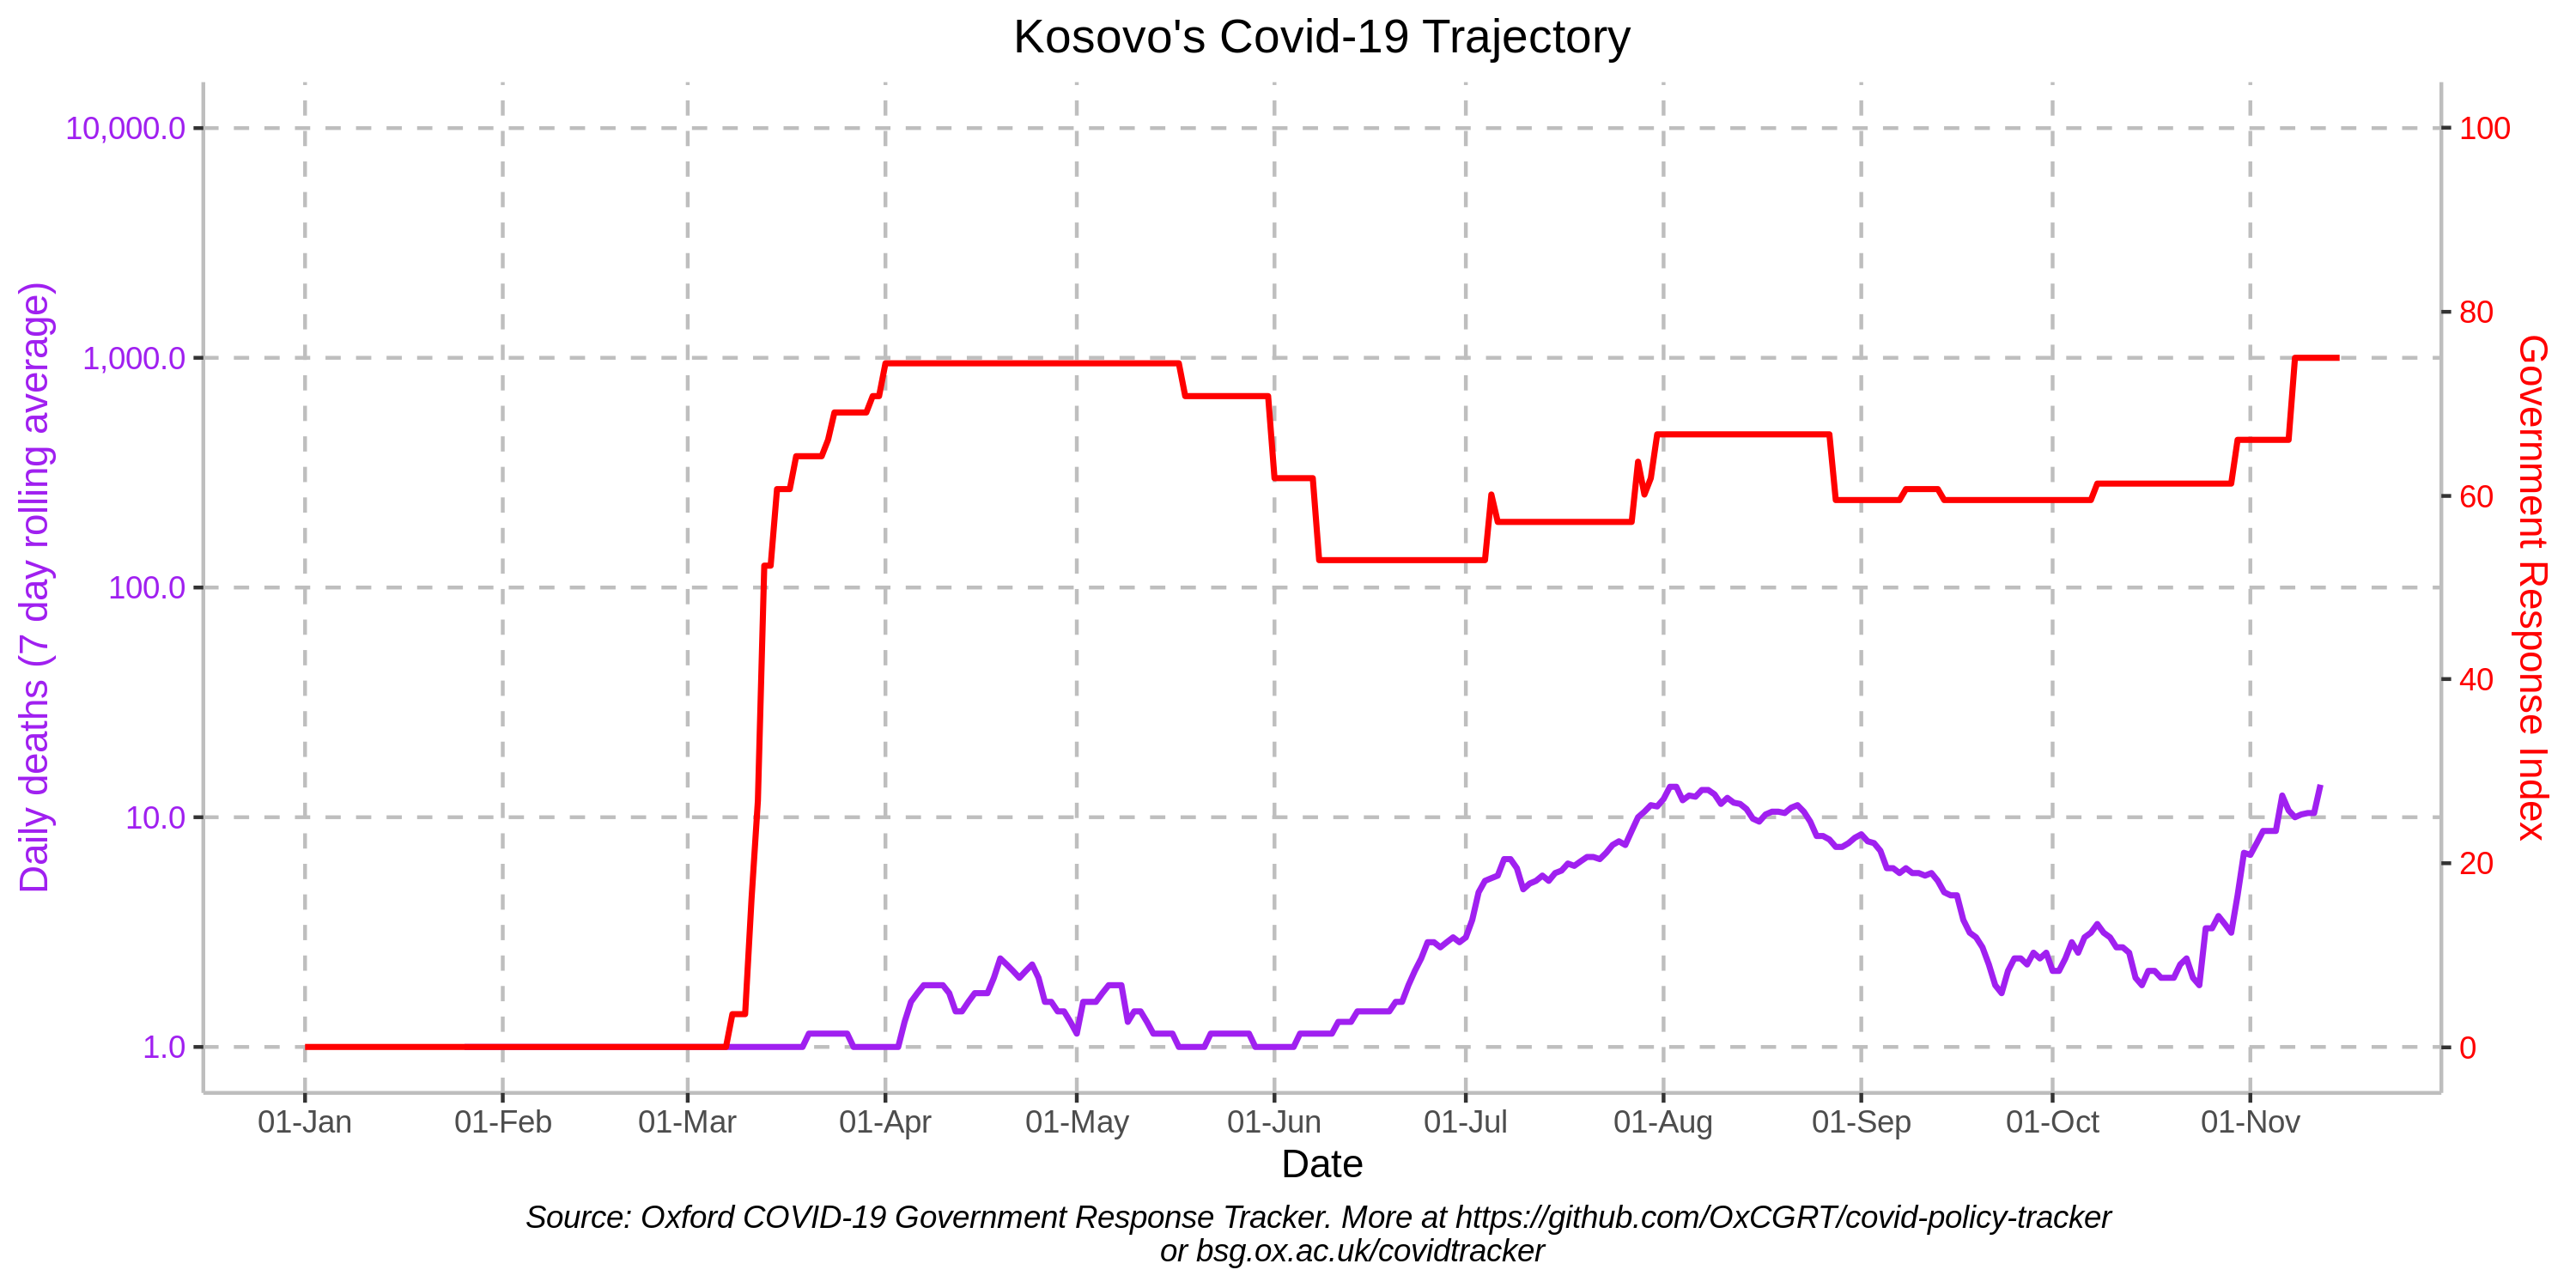 Kosovo's Covid-19 Trajectory
Daily deaths (7 day rolling average)
10,000.0
1,000.0
100.0
10.0
1.0
100
80
60
40
20
0
Government Response Index
01-Jan
01-Feb
01-Mar
01-Apr
01-May
01-Jun
01-Jul
01-Aug
01-Sep
01-Oct
01-Nov
Date
Source: Oxford COVID-19 Government Response Tracker. More at https://github.com/OxCGRT/covid-policy-tracker
or bsg.ox.ac.uk/covidtracker